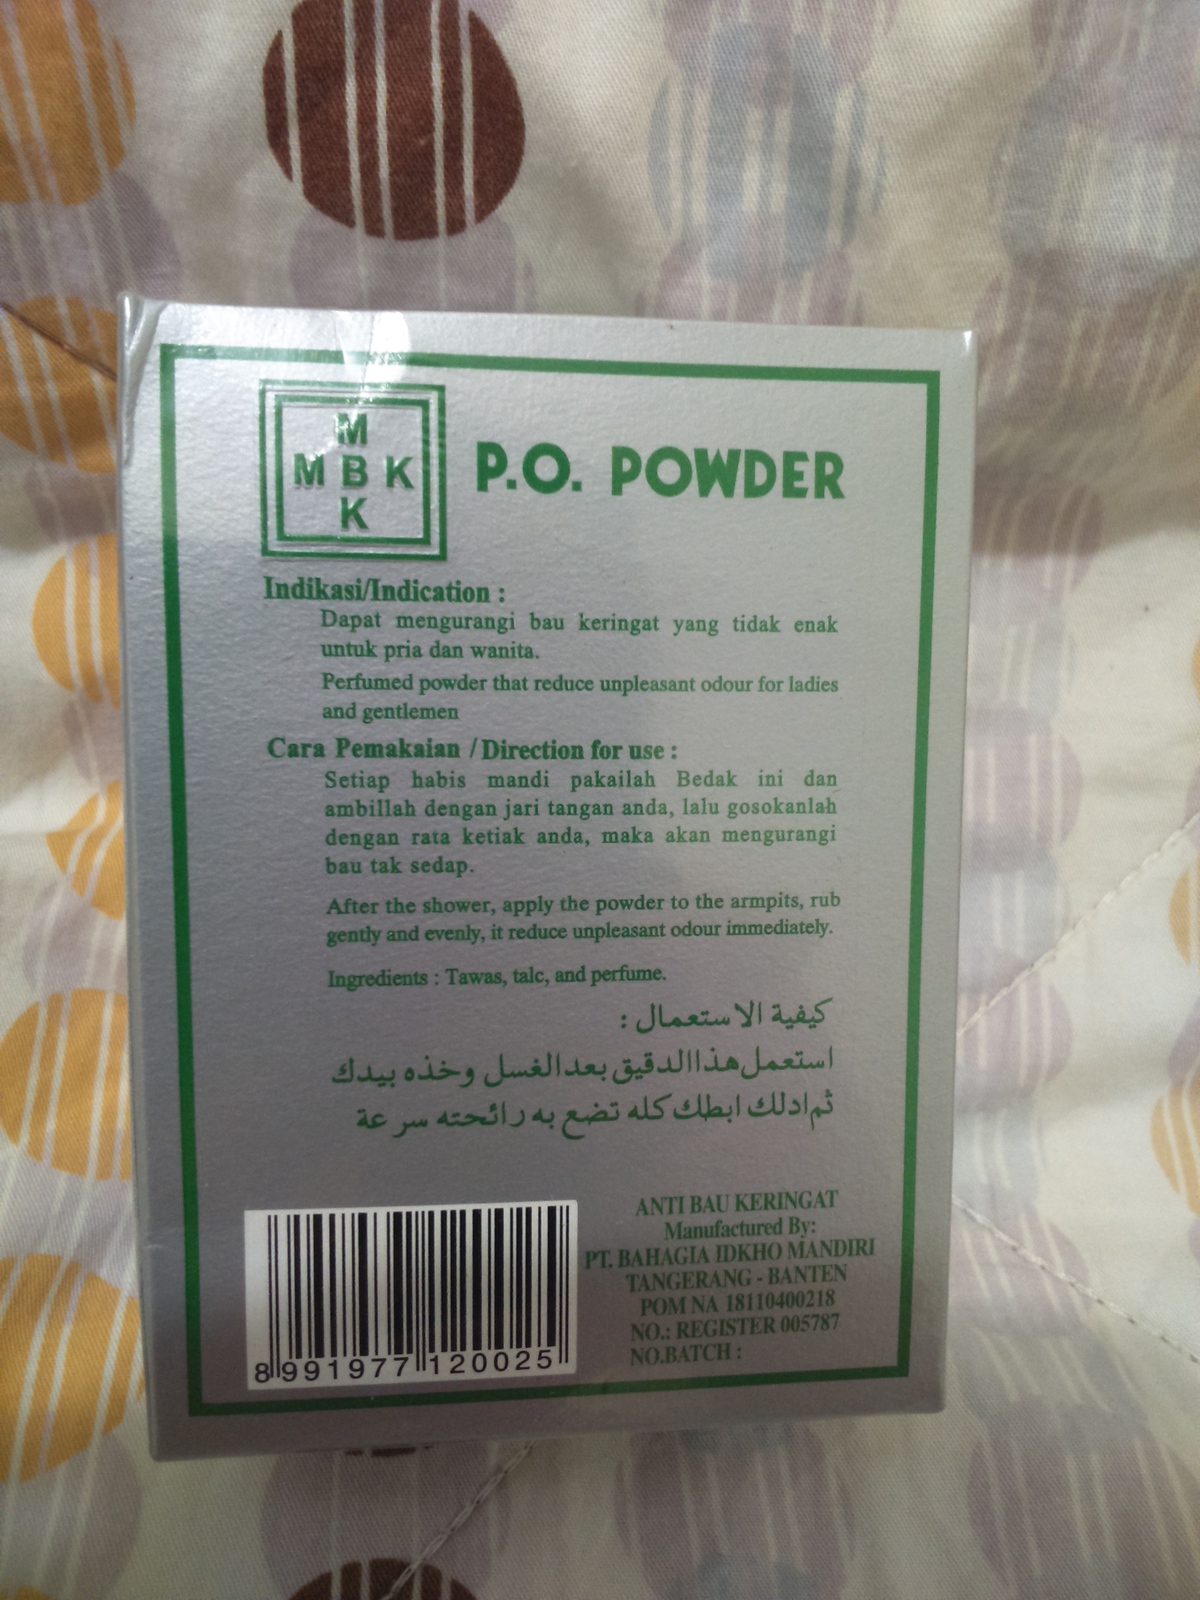 M
M B K
K
P.O. POWDER
Indikasi/Indication :
Dapat mengurangi bau keringat yang tidak enak
untuk pria dan wanita.
Perfumed powder that reduce unpleasant odour for ladies
and gentlemen
Cara Pemakaian / Direction for use :
Setiap habis mandi pakailah Bedak ini dan
ambillah dengan jari tangan anda, lalu gosokanlah
dengan rata ketiak anda, maka akan mengurangi
bau tak sedap.
After the shower, apply the powder to the armpits, rub
gently and evenly, it reduce unpleasant odour immediately.
Ingredients : Tawas, talc, and perfume.
كيفية الاستعمال :
استعمل هذا الدقيق بعد الغسل وخذه بيدك
ثم ادلك ابطك كله تضع به رائحته سرعة
8 991977 120025
ANTI BAU KERINGAT
Manufactured By:
PT. BAHAGIA IDKHO MANDIRI
TANGERANG - BANTEN
POM NA 18110400218
NO.: REGISTER 005787
NO.BATCH :